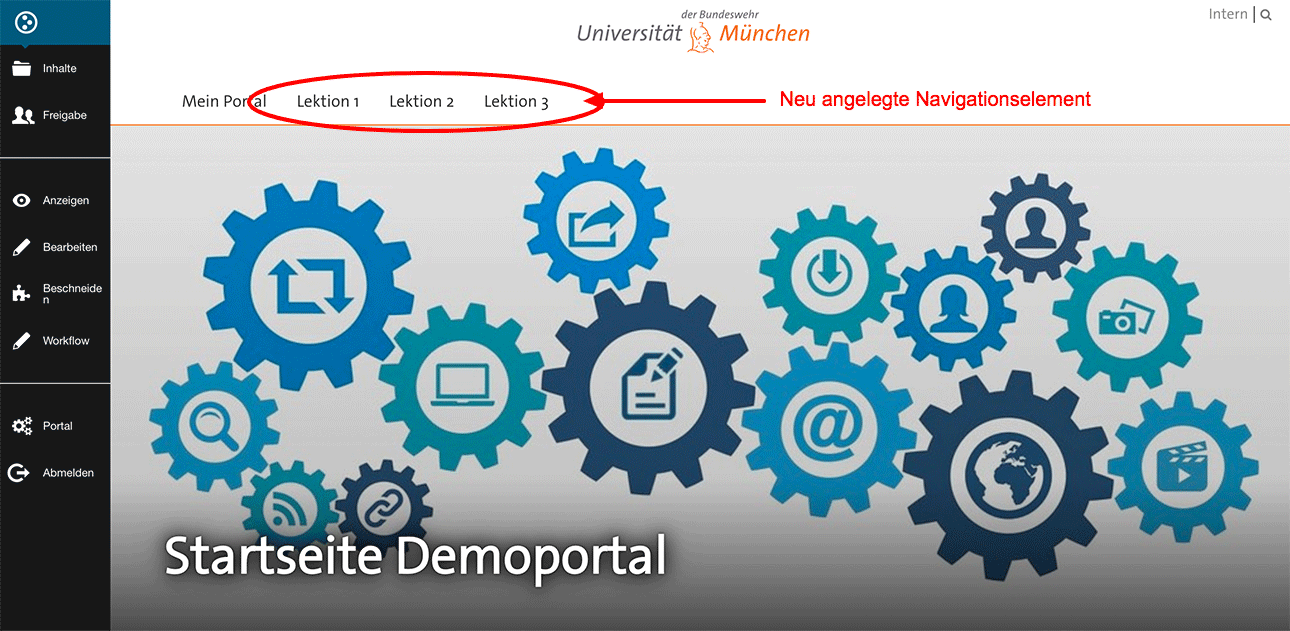 der Bundeswehr
Universität München
Intern
Mein Portal Lektion 1 Lektion 2 Lektion 3
Neu angelegte Navigationselement
Inhalte
Freigabe
Anzeigen
Bearbeiten
Beschneide
n
Workflow
Portal
Abmelden
@
Startseite Demoportal